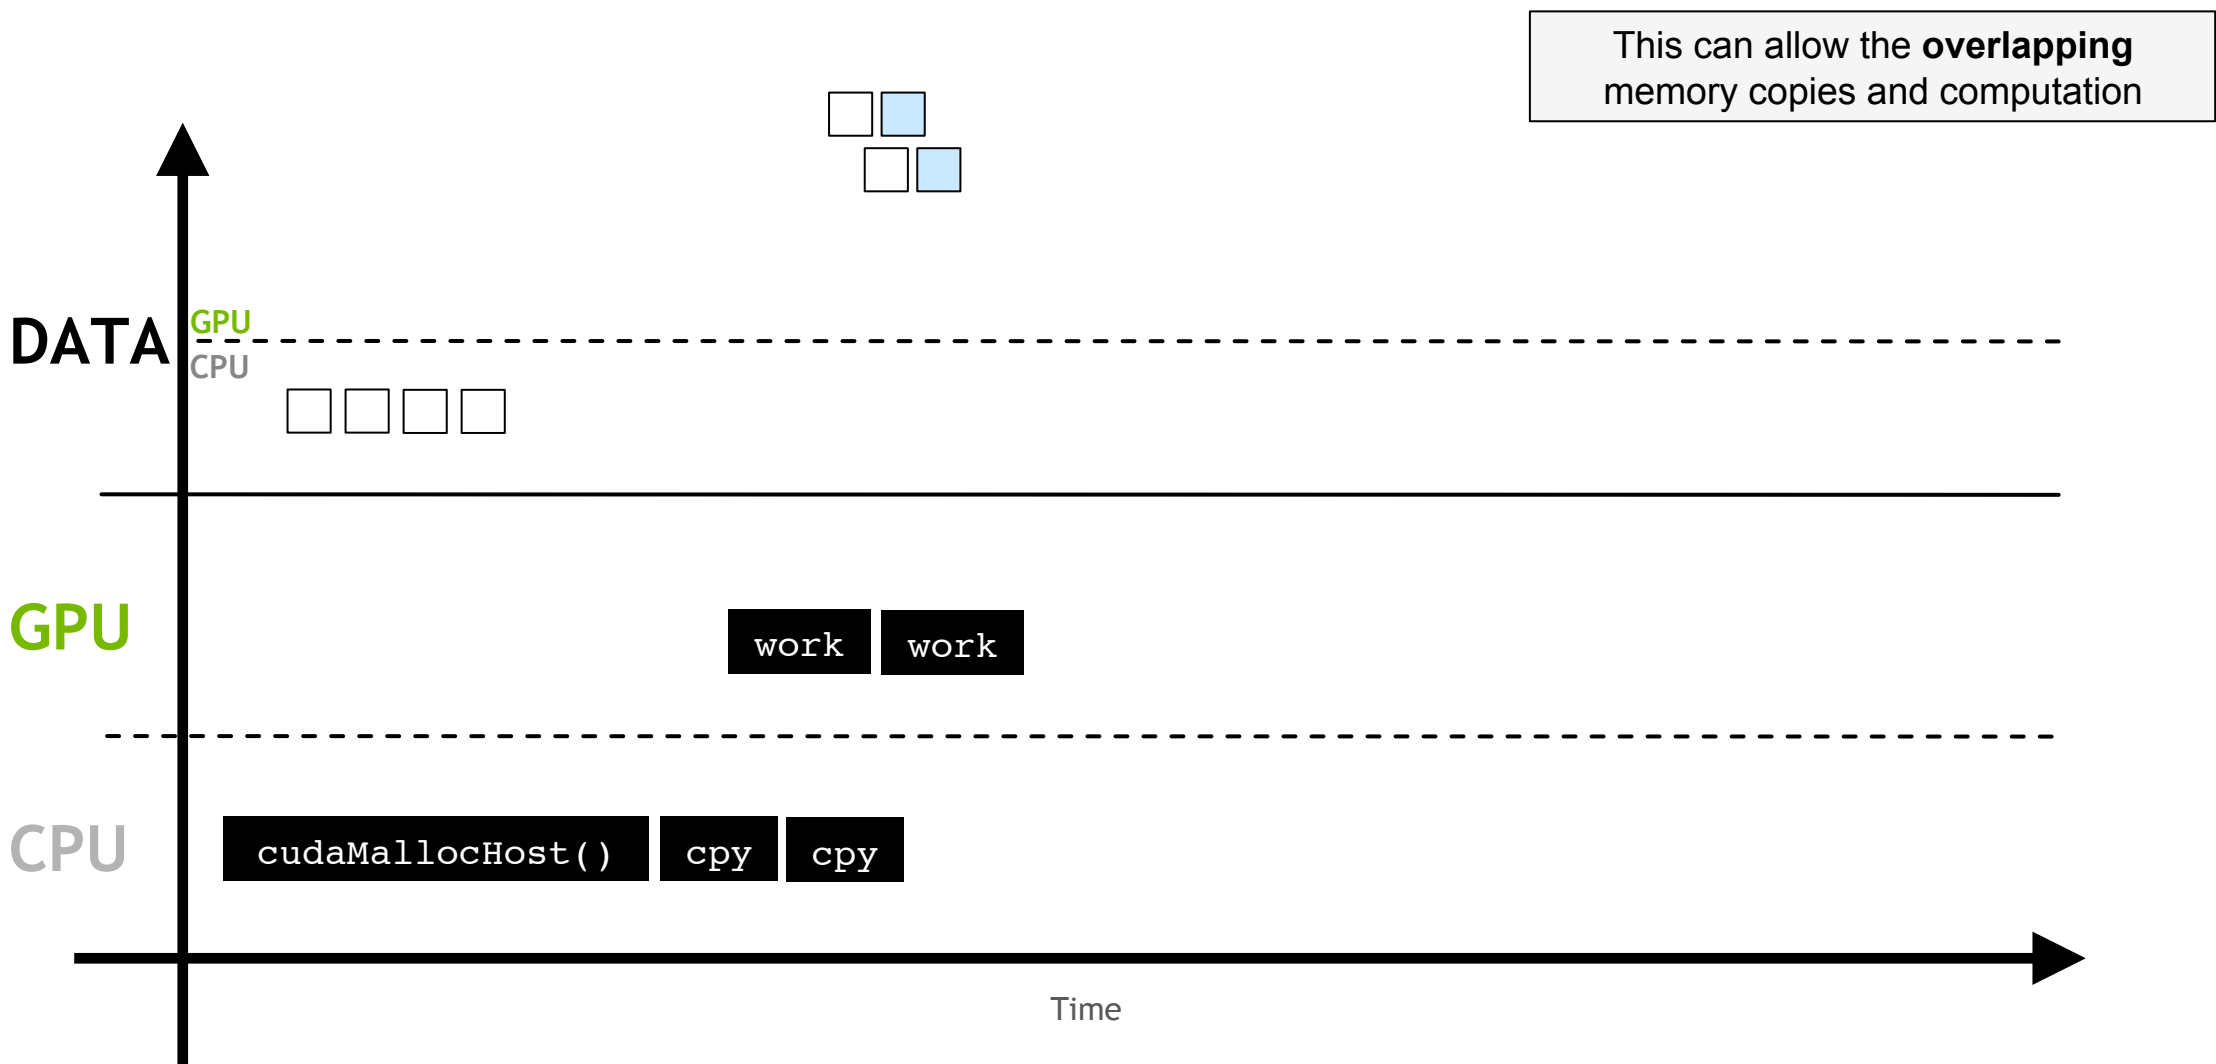 This can allow the overlapping
memory copies and computation
DATA
GPU
CPU
GPU
work work
CPU
cudaMallocHost() cpy cpy
Time